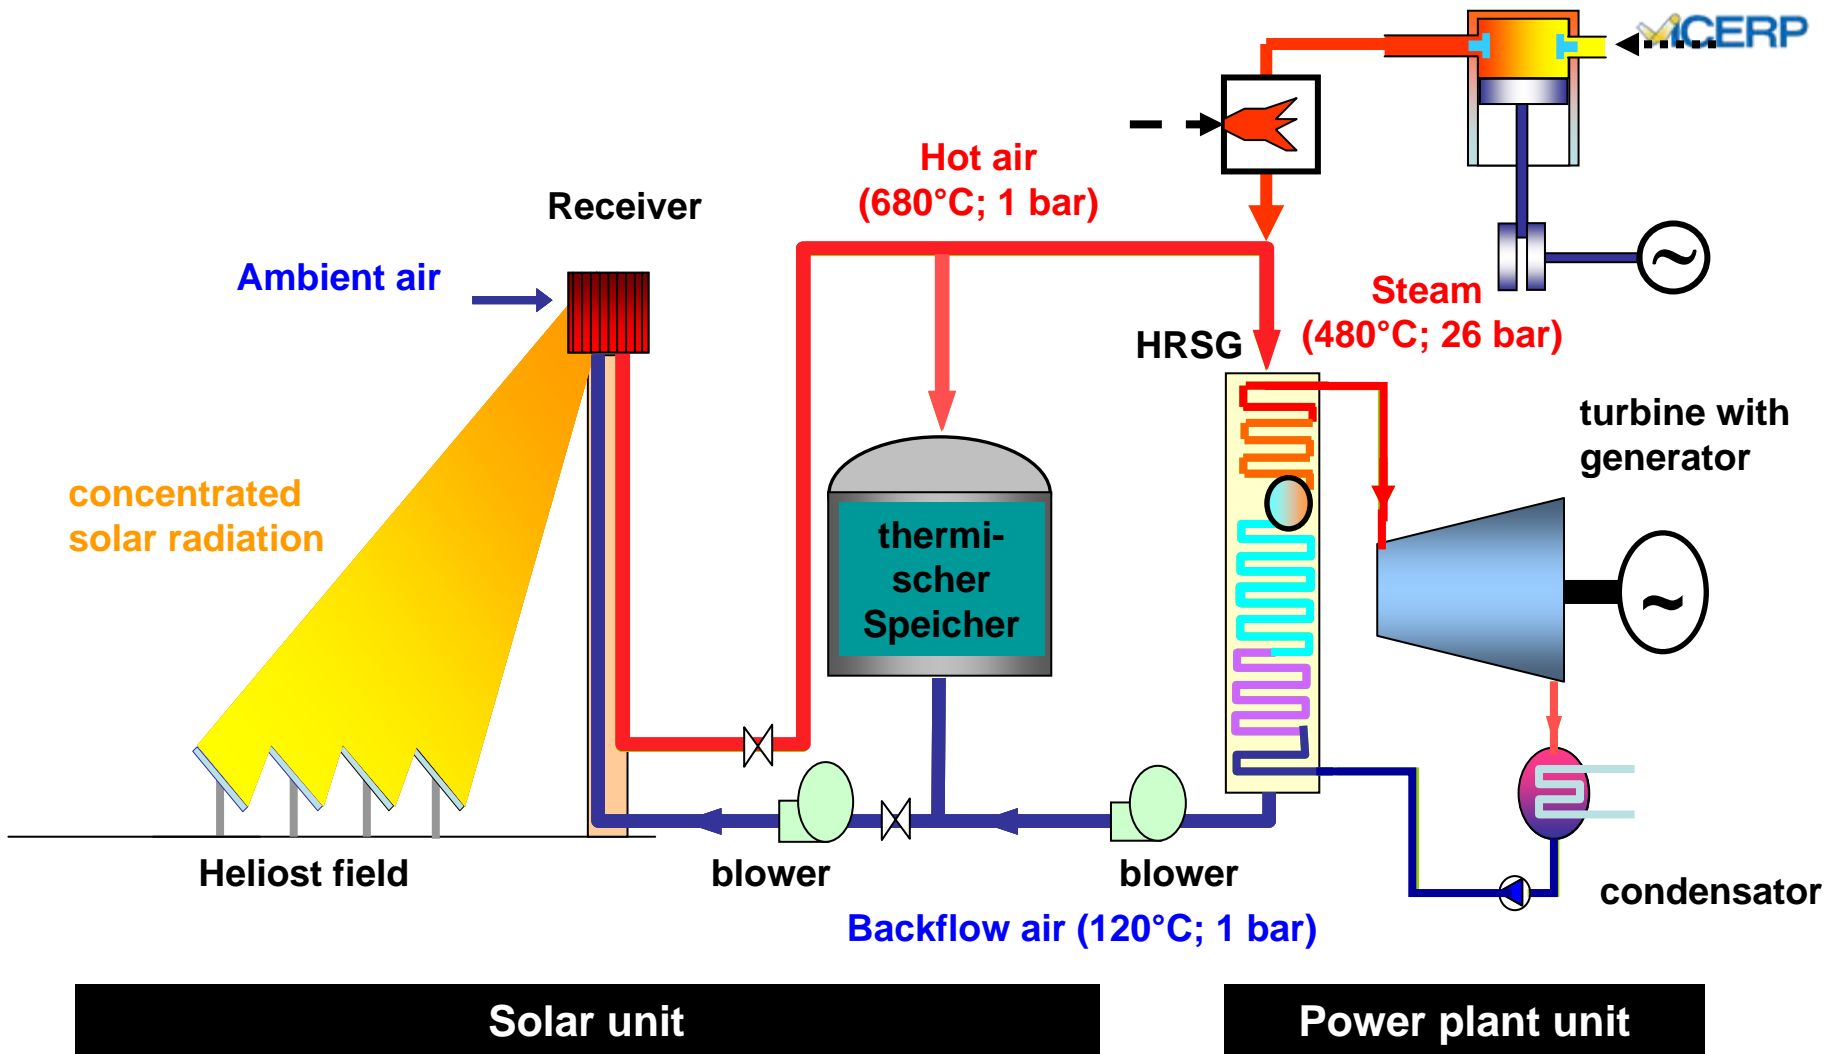 ICERP
Hot air
(680°C; 1 bar)
Receiver
Ambient air
Steam
(480°C; 26 bar)
HRSG
turbine with
generator
concentrated
solar radiation
thermi-
scher
Speicher
~
~
Heliost field
blower
blower
condensator
Backflow air (120°C; 1 bar)
Solar unit
Power plant unit